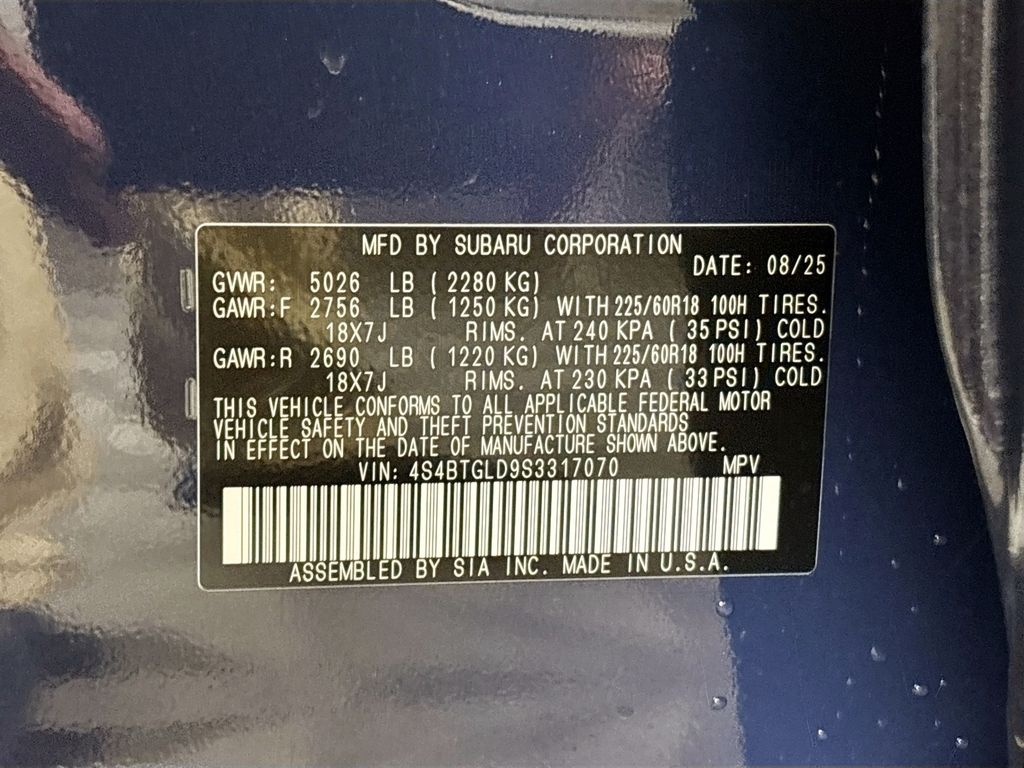 MFD BY SUBARU CORPORATION
DATE: 08/25
GVWR: 5026 LB ( 2280 KG)
GAWR:F 2756 LB ( 1250 KG) WITH 225/60R18 100H TIRES.
18X7J RIMS. AT 240 KPA ( 35 PSI) COLD
GAWR:R 2690 LB ( 1220 KG) WITH 225/60R18 100H TIRES.
18X7J RIMS. AT 230 KPA ( 33 PSI) COLD
THIS VEHICLE CONFORMS TO ALL APPLICABLE FEDERAL MOTOR
VEHICLE SAFETY AND THEFT PREVENTION STANDARDS
IN EFFECT ON THE DATE OF MANUFACTURE SHOWN ABOVE.
VIN: 4S4BTGLD9S3317070 MPV
ASSEMBLED BY SIA INC. MADE IN U.S.A.